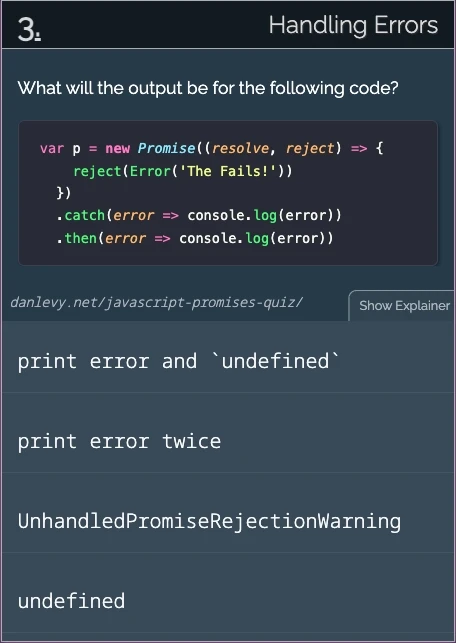 3.
Handling Errors
What will the output be for the following code?
var p = new Promise((resolve, reject) => {
    reject(Error('The Fails!'))
  })
  .catch(error => console.log(error))
  .then(error => console.log(error))
danlevy.net/javascript-promises-quiz/
Show Explainer
print error and `undefined`
print error twice
UnhandledPromiseRejectionWarning
undefined